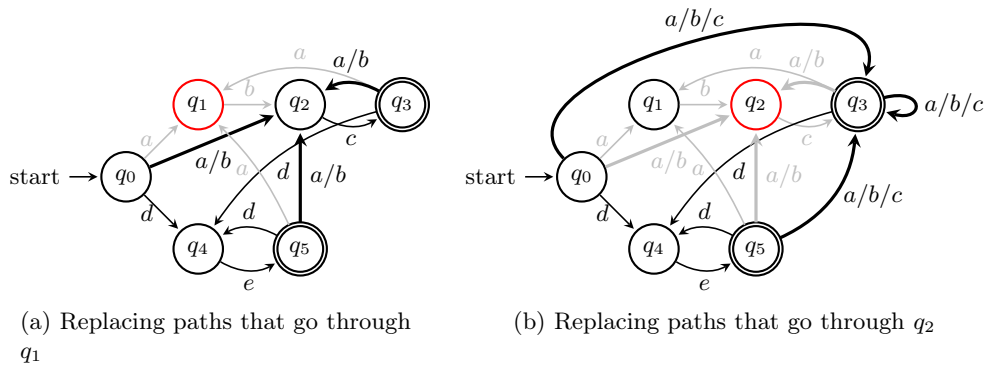 a/b/c
a
a/b
a
a/b
q1
b
q2
q3
q1
b
q2
q3
a/b/c
a
c
a
c
a/b
a
d
a/b
a/b
a
d
a/b
start
q0
start
q0
a/b/c
d
d
d
d
q4
q5
q4
q5
e
e
(a) Replacing paths that go through
q1
(b) Replacing paths that go through q2